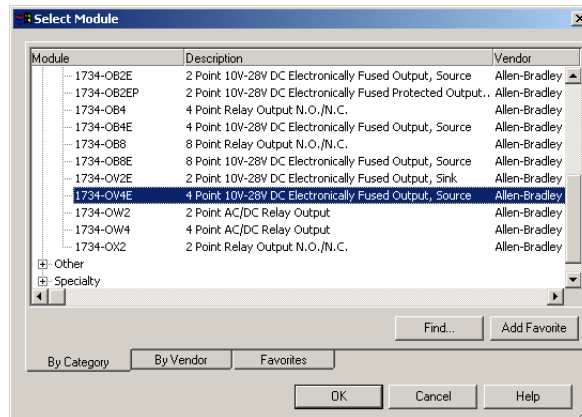 Select Module
Module Description Vendor
1734-OB2E 2 Point 10V-28V DC Electronically Fused Output, Source Allen-Bradley
1734-OB2EP 2 Point 10V-28V DC Electronically Fused Protected Output.. Allen-Bradley
1734-OB4 4 Point Relay Output N.O./N.C. Allen-Bradley
1734-OB4E 4 Point 10V-28V DC Electronically Fused Output, Source Allen-Bradley
1734-OB8 8 Point Relay Output N.O./N.C. Allen-Bradley
1734-OB8E 8 Point 10V-28V DC Electronically Fused Output, Source Allen-Bradley
1734-OV2E 2 Point 10V-28V DC Electronically Fused Output, Sink Allen-Bradley
1734-OV4E 4 Point 10V-28V DC Electronically Fused Output, Source Allen-Bradley
1734-OW2 2 Point AC/DC Relay Output Allen-Bradley
1734-OW4 4 Point AC/DC Relay Output Allen-Bradley
1734-OX2 2 Point Relay Output N.O./N.C. Allen-Bradley
Other
Specialty
Find... Add Favorite
By Category By Vendor Favorites
OK Cancel Help